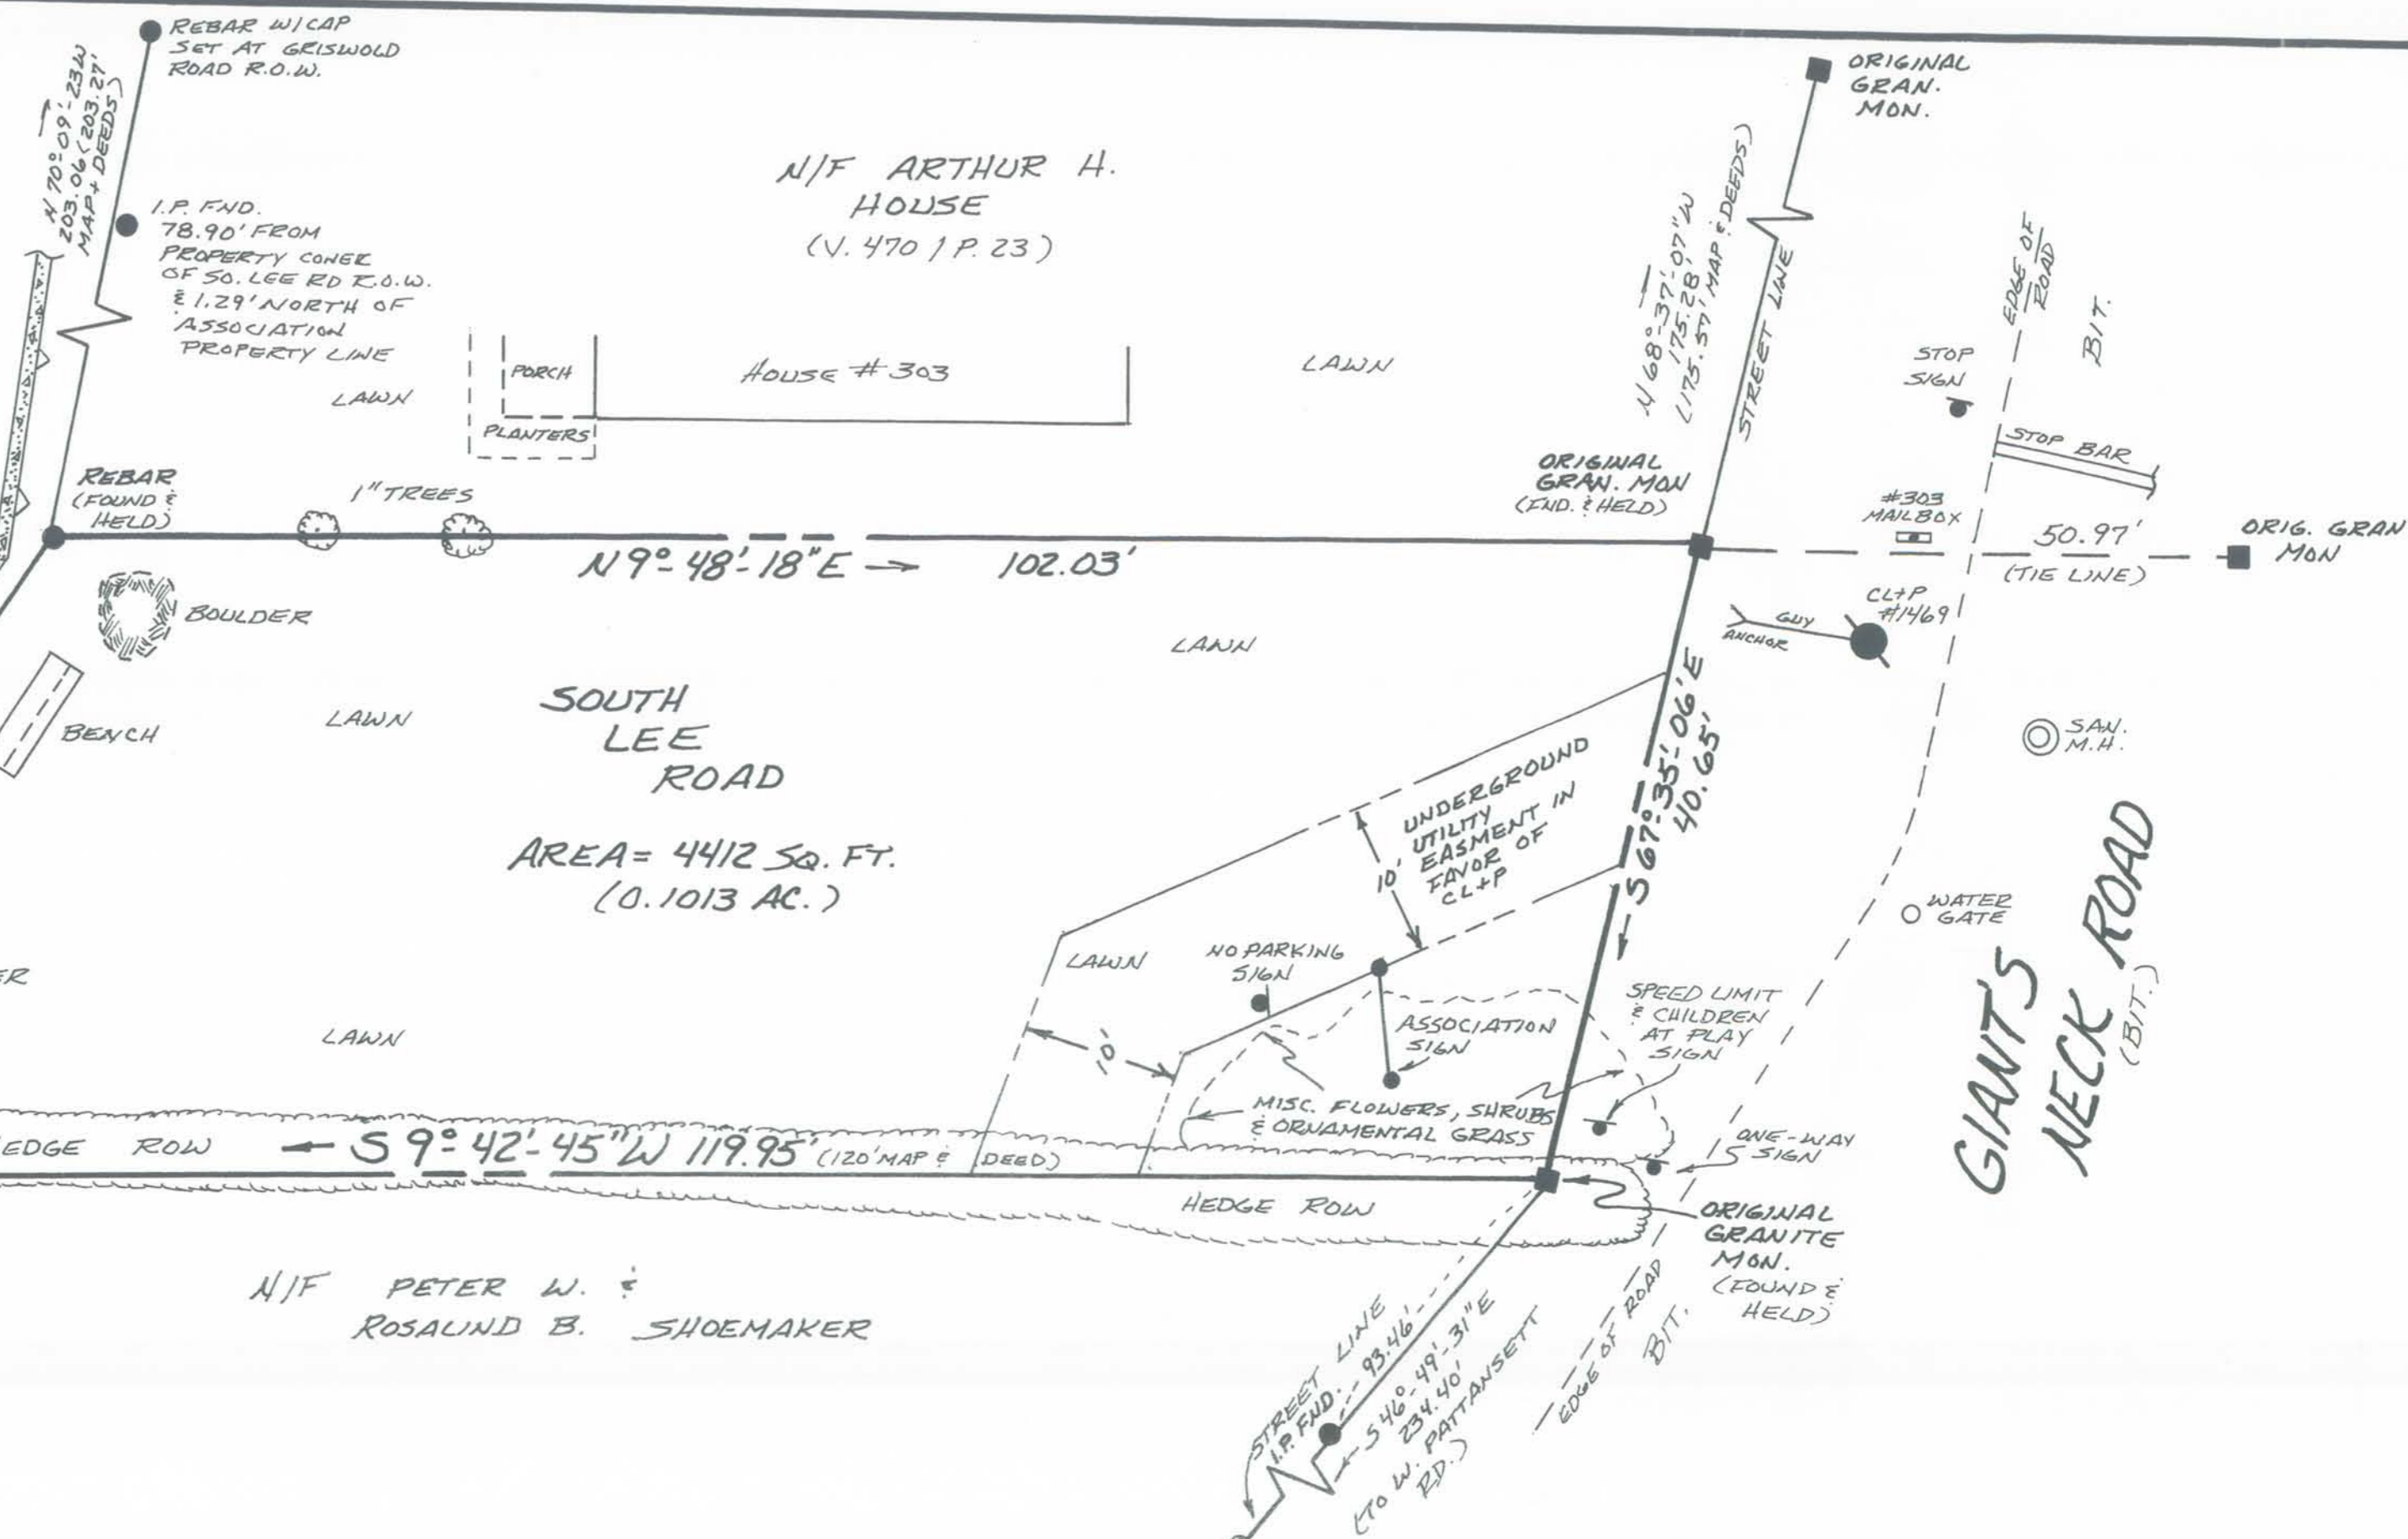 REBAR W/CAP
SET AT GRISWOLD
ROAD R.O.W.
N 70°-09'-23W
203.06 (203.27'
MAP + DEEDS)
I.P. FND.
78.90' FROM
PROPERTY CONER
OF SO. LEE RD R.O.W.
& 1.29' NORTH OF
ASSOCIATION
PROPERTY LINE
N/F ARTHUR H.
HOUSE
(V. 470 / P. 23)
ORIGINAL
GRAN.
MON.
N 68°-37'-07"W
175.28'
(175.57' MAP & DEEDS)
STREET LINE
EDGE OF
ROAD
BIT.
STOP
SIGN
STOP BAR
PORCH
HOUSE # 303
PLANTERS
LAWN
LAWN
REBAR
(FOUND &
HELD)
1" TREES
ORIGINAL
GRAN. MON
(FND. & HELD)
#303
MAILBOX
50.97'
(TIE LINE)
ORIG. GRAN
MON
N 9°-48'-18"E 102.03'
BOULDER
LAWN
CL+P
#1469
GUY
ANCHOR
BENCH
LAWN
SOUTH
LEE
ROAD
AREA = 4412 SQ. FT.
(0.1013 AC.)
S 67°-35'-06'E
40.65'
SAN.
M.H.
UNDERGROUND
UTILITY
EASMENT IN
FAVOR OF
CL+P
10'
WATER
GATE
GIANT'S
NECK ROAD
(BIT.)
ER
LAWN
NO PARKING
SIGN
LAWN
10'
ASSOCIATION
SIGN
SPEED LIMIT
& CHILDREN
AT PLAY
SIGN
MISC. FLOWERS, SHRUBS
& ORNAMENTAL GRASS
ONE-WAY
SIGN
EDGE ROW
S 9°-42'-45"W 119.95' (120' MAP & DEED)
HEDGE ROW
ORIGINAL
GRANITE
MON.
(FOUND &
HELD)
N/F PETER W. &
ROSALIND B. SHOEMAKER
STREET LINE
I.P. FND. 93.46'
S 46°-49'-31"E
234.40'
(TO W. PATTANSETT
RD.)
EDGE OF ROAD
BIT.